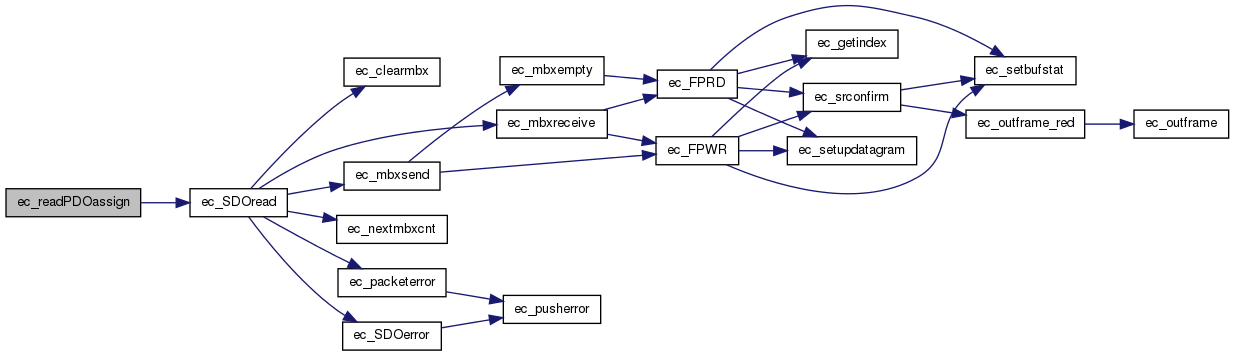 ec_readPDOassign
ec_SDOread
ec_clearmbx
ec_mbxreceive
ec_mbxsend
ec_nextmbxcnt
ec_packeterror
ec_SDOerror
ec_mbxempty
ec_pusherror
ec_FPRD
ec_FPWR
ec_getindex
ec_srconfirm
ec_setupdatagram
ec_setbufstat
ec_outframe_red
ec_outframe